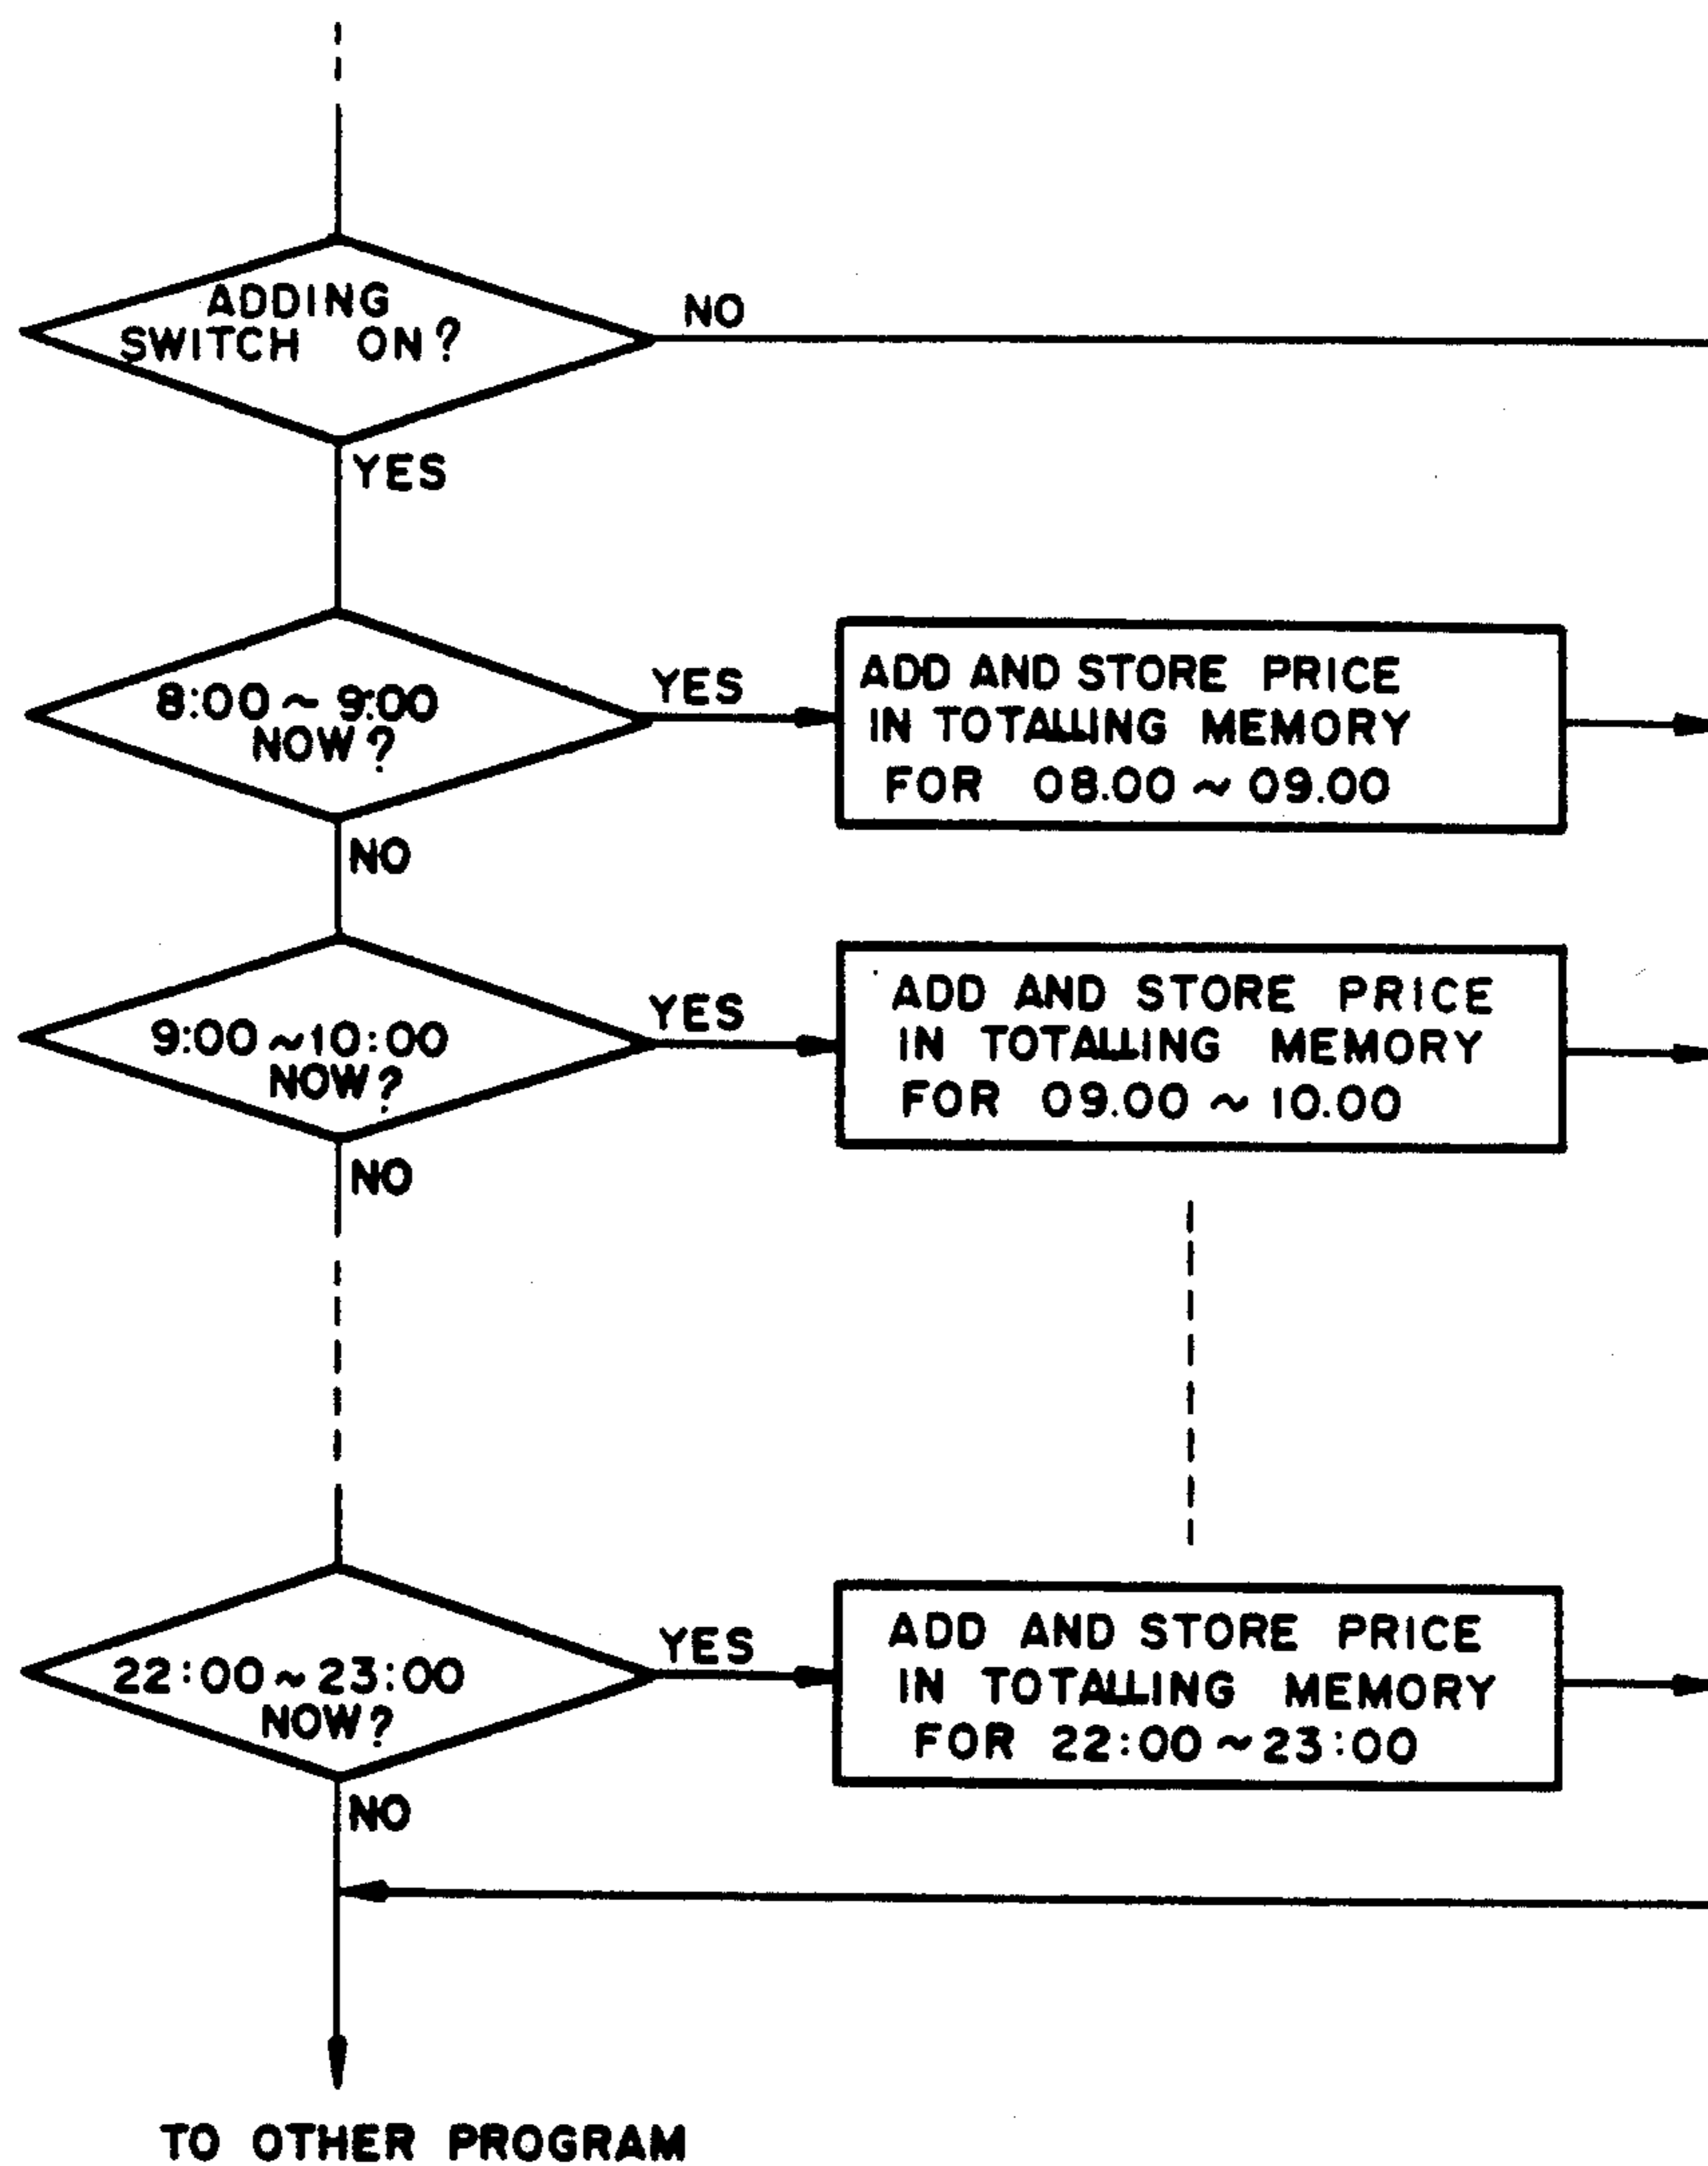 ADDING
SWITCH ON?
NO
YES
8:00~9:00
NOW?
YES
ADD AND STORE PRICE
IN TOTALLING MEMORY
FOR 08.00~09.00
NO
9:00~10:00
NOW?
YES
ADD AND STORE PRICE
IN TOTALLING MEMORY
FOR 09.00~10.00
NO
22:00~23:00
NOW?
YES
ADD AND STORE PRICE
IN TOTALLING MEMORY
FOR 22:00~23:00
NO
TO OTHER PROGRAM